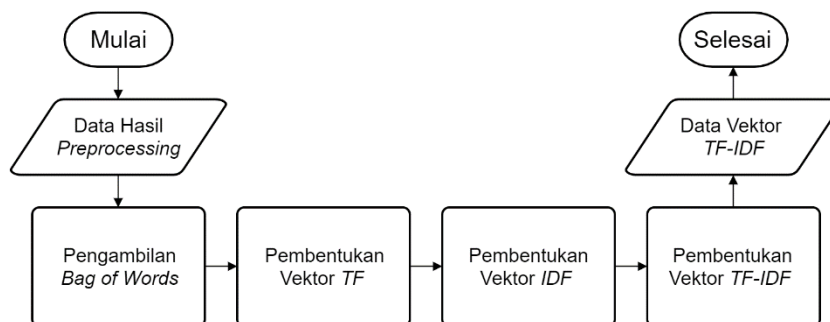 Mulai
Data Hasil
Preprocessing
Pengambilan
Bag of Words
Pembentukan
Vektor TF
Pembentukan
Vektor IDF
Pembentukan
Vektor TF-IDF
Data Vektor
TF-IDF
Selesai